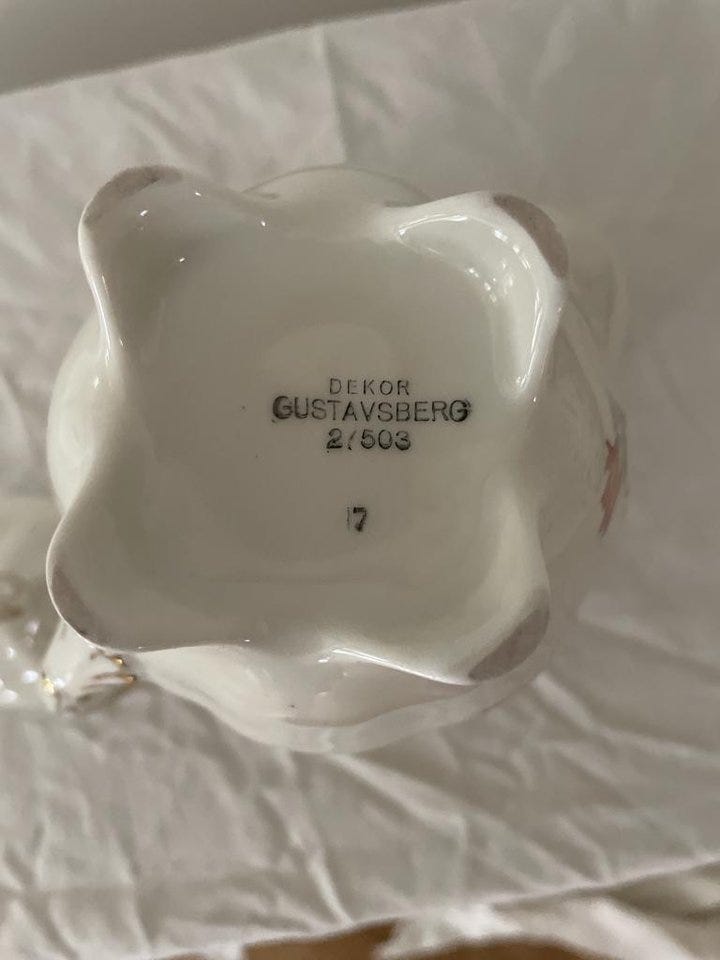 DEKOR
GUSTAVSBERG
2/503
17